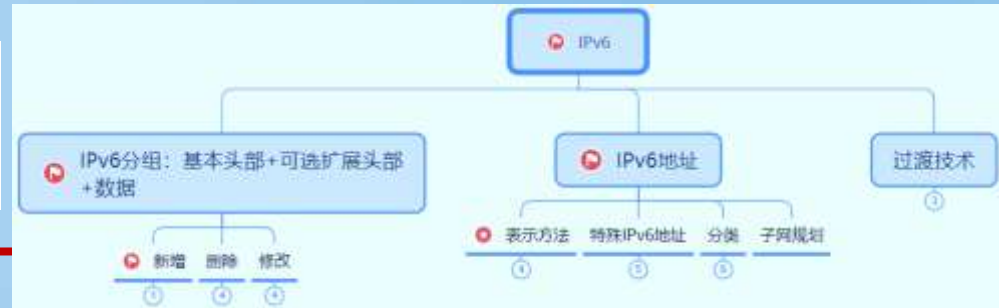 IPv6
IPv6分组：基本头部+可选扩展头部
+数据
IPv6地址
过渡技术
新增
删除
修改
表示方法
特殊IPv6地址
分类
子网规划